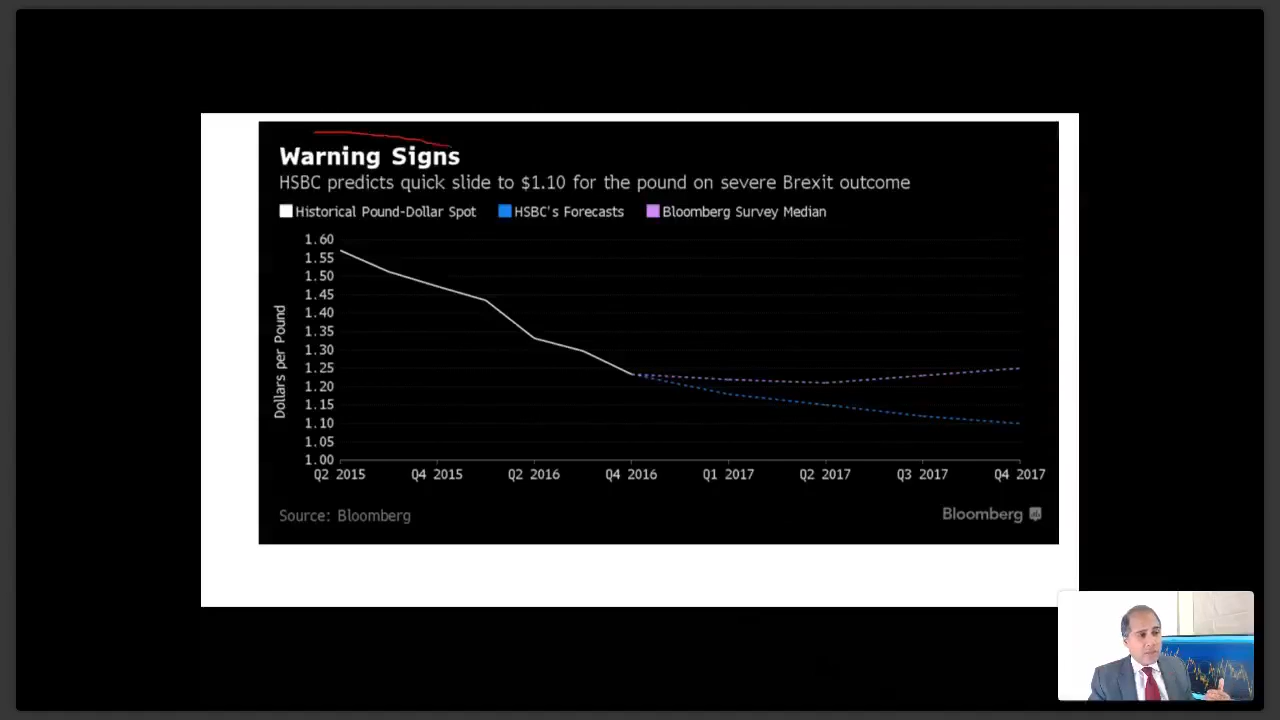 Warning Signs
HSBC predicts quick slide to $1.10 for the pound on severe Brexit outcome
Historical Pound-Dollar Spot HSBC's Forecasts Bloomberg Survey Median
Dollars per Pound
1.60
1.55
1.50
1.45
1.40
1.35
1.30
1.25
1.20
1.15
1.10
1.05
1.00
Q2 2015 Q4 2015 Q2 2016 Q4 2016 Q1 2017 Q2 2017 Q3 2017 Q4 2017
Source: Bloomberg
Bloomberg